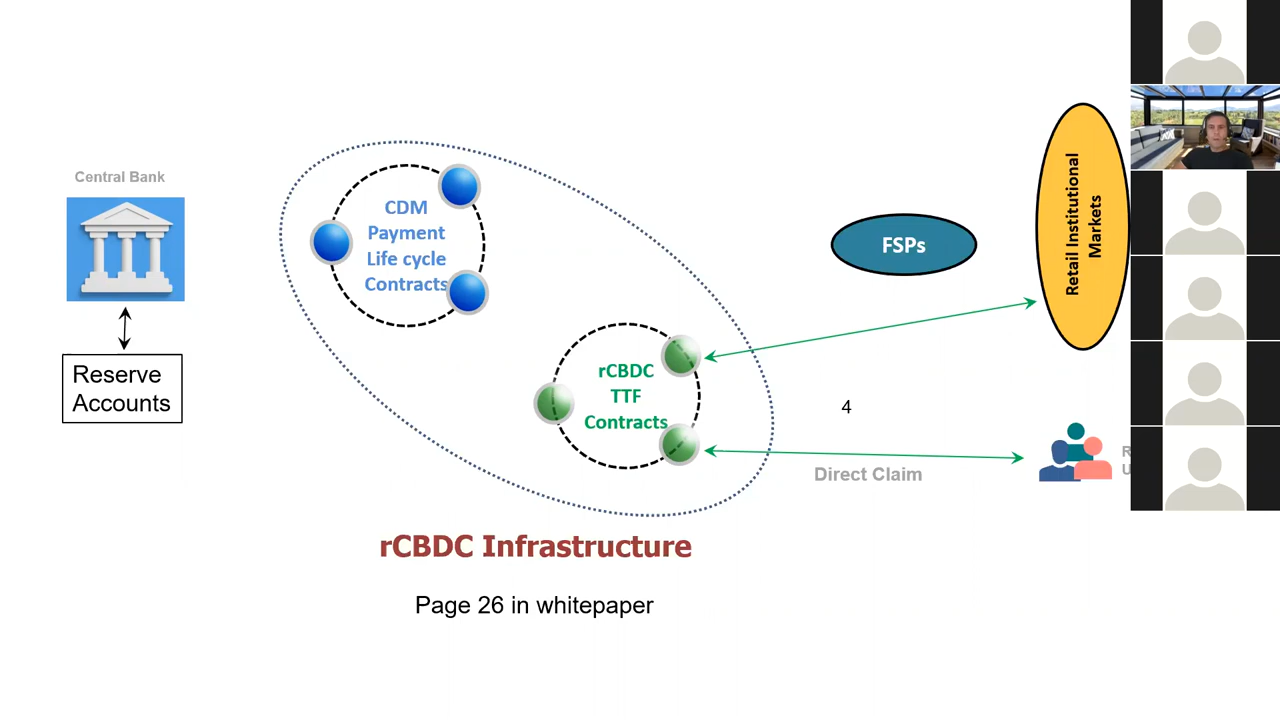 Central Bank
Reserve
Accounts
CDM
Payment
Life cycle
Contracts
rCBDC
TTF
Contracts
FSPs
Retail Institutional
Markets
4
Direct Claim
R
U
rCBDC Infrastructure
Page 26 in whitepaper